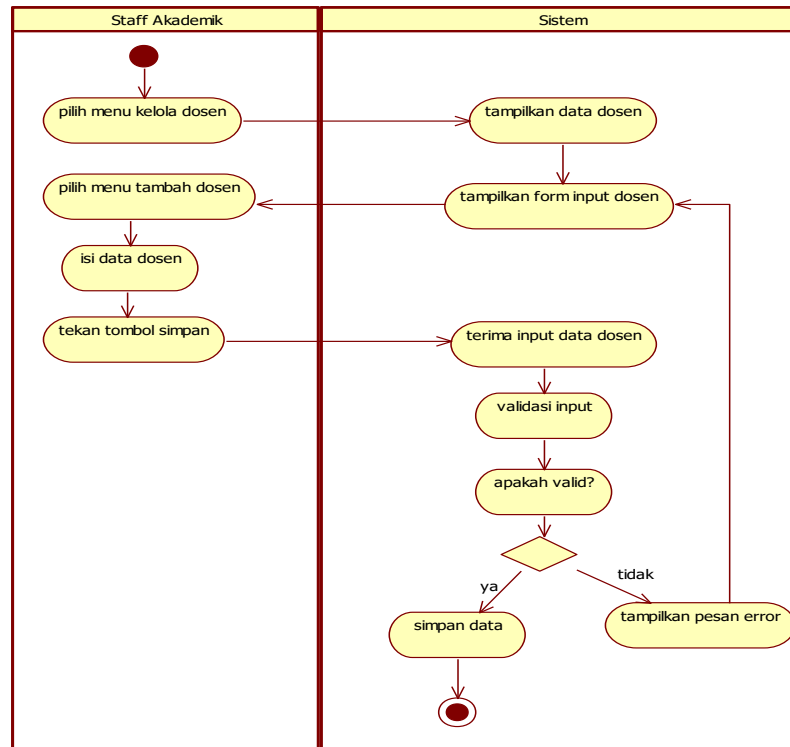 Staff Akademik
Sistem
pilih menu kelola dosen
tampilkan data dosen
pilih menu tambah dosen
tampilkan form input dosen
isi data dosen
tekan tombol simpan
terima input data dosen
validasi input
apakah valid?
ya
tidak
simpan data
tampilkan pesan error